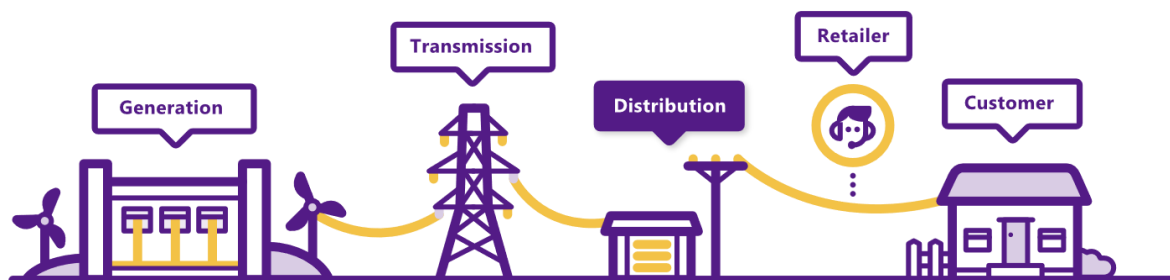 Generation
Transmission
Distribution
Retailer
Customer